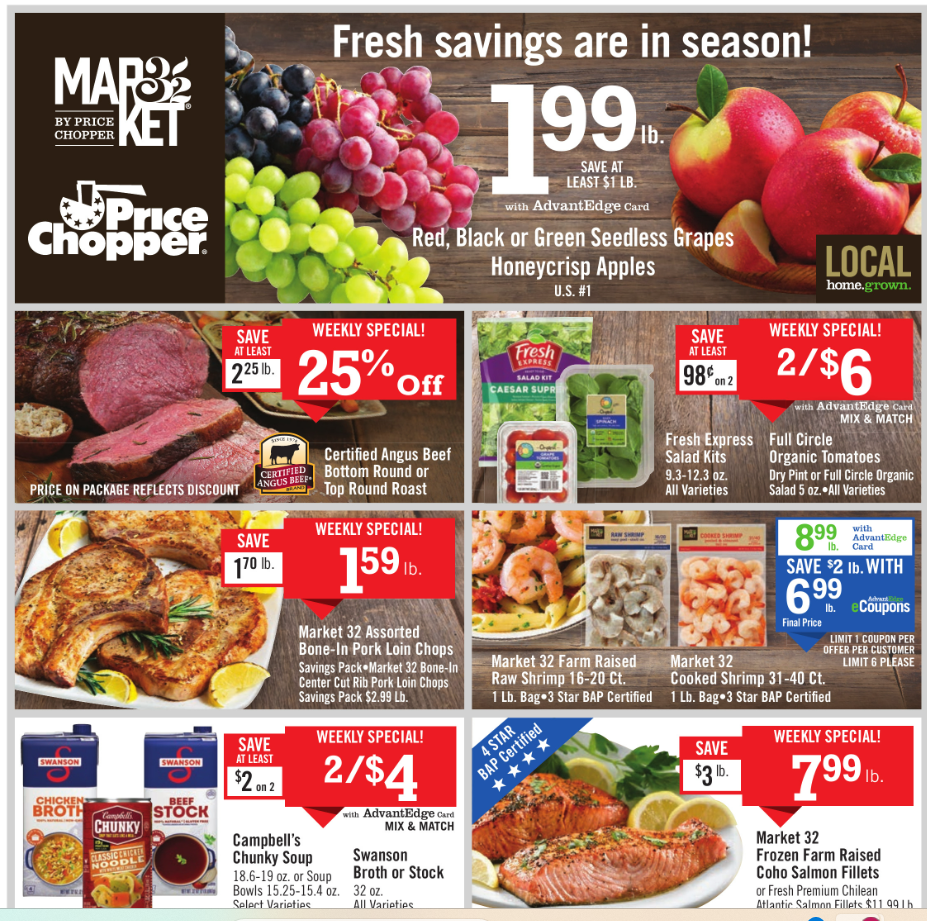 MARKET 32
BY PRICE
CHOPPER
Price
Chopper
Fresh savings are in season!
1 99 lb.
SAVE AT
LEAST $1 LB.
with AdvantEdge Card
Red, Black or Green Seedless Grapes
Honeycrisp Apples
U.S. #1
LOCAL
home.grown.
SAVE
AT LEAST
2 25 lb.
WEEKLY SPECIAL!
25% Off
SINCE 1978
CERTIFIED
ANGUS BEEF
BRAND
Certified Angus Beef
Bottom Round or
Top Round Roast
PRICE ON PACKAGE REFLECTS DISCOUNT
SAVE
AT LEAST
98¢ on 2
WEEKLY SPECIAL!
2/$6
with AdvantEdge Card
MIX & MATCH
Fresh
EXPRESS
SALAD KIT
CAESAR SUPR
Organic
SPINACH
Organic
GRAPE
TOMATOES
Fresh Express
Salad Kits
9.3-12.3 oz.
All Varieties
Full Circle
Organic Tomatoes
Dry Pint or Full Circle Organic
Salad 5 oz.•All Varieties
SAVE
1 70 lb.
WEEKLY SPECIAL!
1 59 lb.
Market 32 Assorted
Bone-In Pork Loin Chops
Savings Pack•Market 32 Bone-In
Center Cut Rib Pork Loin Chops
Savings Pack $2.99 Lb.
RAW SHRIMP
COOKED SHRIMP
8 99 lb.
with
AdvantEdge
Card
SAVE $2 lb. WITH
6 99 lb.
AdvantEdge
eCoupons
Final Price
LIMIT 1 COUPON PER
OFFER PER CUSTOMER
LIMIT 6 PLEASE
Market 32 Farm Raised
Raw Shrimp 16-20 Ct.
1 Lb. Bag•3 Star BAP Certified
Market 32
Cooked Shrimp 31-40 Ct.
1 Lb. Bag•3 Star BAP Certified
S
SWANSON
CHICKEN
BROTH
S
SWANSON
BEEF
STOCK
Campbell's
CHUNKY
CLASSIC CHICKEN
NOODLE
SAVE
AT LEAST
$2 on 2
WEEKLY SPECIAL!
2/$4
with AdvantEdge Card
MIX & MATCH
Campbell's
Chunky Soup
18.6-19 oz. or Soup
Bowls 15.25-15.4 oz.
Select Varieties
Swanson
Broth or Stock
32 oz.
All Varieties
4 STAR
BAP Certified
SAVE
$3 lb.
WEEKLY SPECIAL!
7 99 lb.
Market 32
Frozen Farm Raised
Coho Salmon Fillets
or Fresh Premium Chilean
Atlantic Salmon Fillets $11.99 Lb